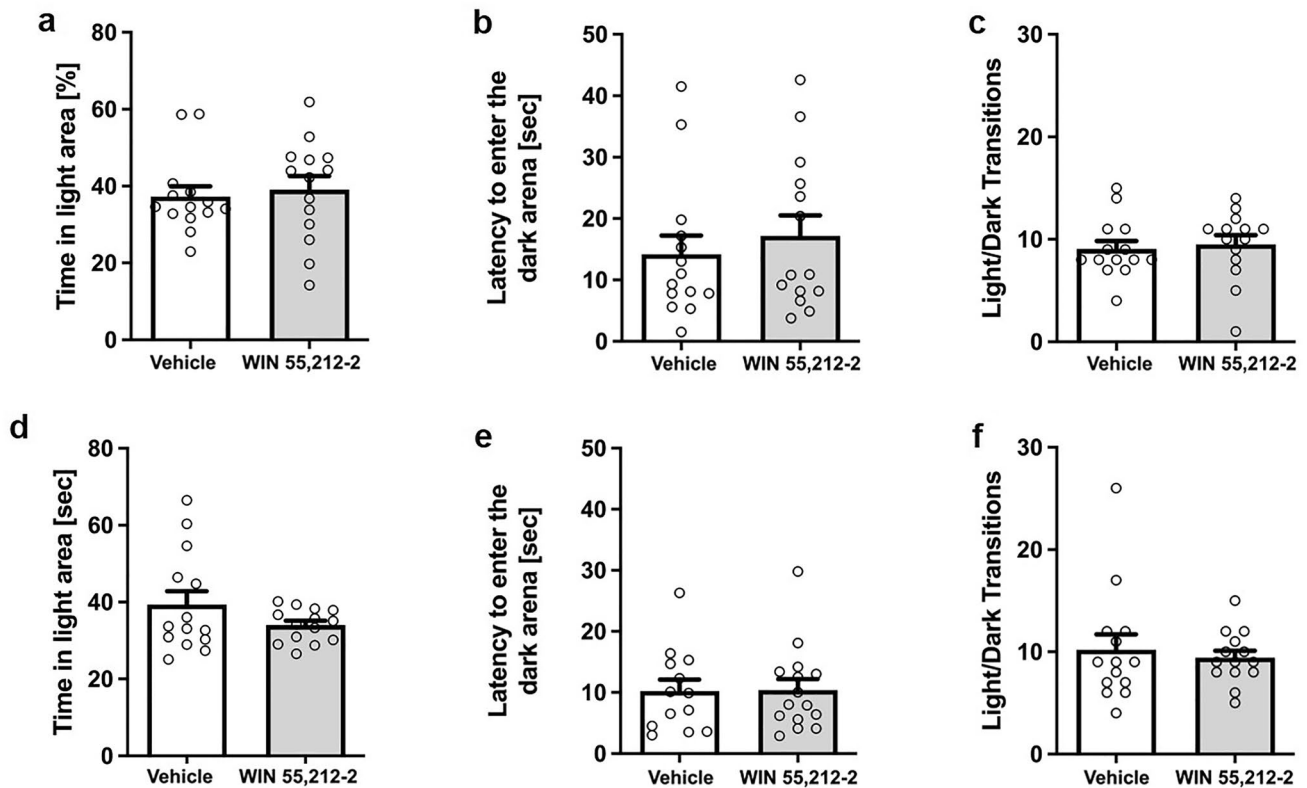 a
Time in light area [%]
80
60
40
20
0
Vehicle
WIN 55,212-2
b
Latency to enter the
dark arena [sec]
50
40
30
20
10
0
Vehicle
WIN 55,212-2
c
Light/Dark Transitions
30
20
10
0
Vehicle
WIN 55,212-2
d
Time in light area [sec]
80
60
40
20
0
Vehicle
WIN 55,212-2
e
Latency to enter the
dark arena [sec]
50
40
30
20
10
0
Vehicle
WIN 55,212-2
f
Light/Dark Transitions
30
20
10
0
Vehicle
WIN 55,212-2